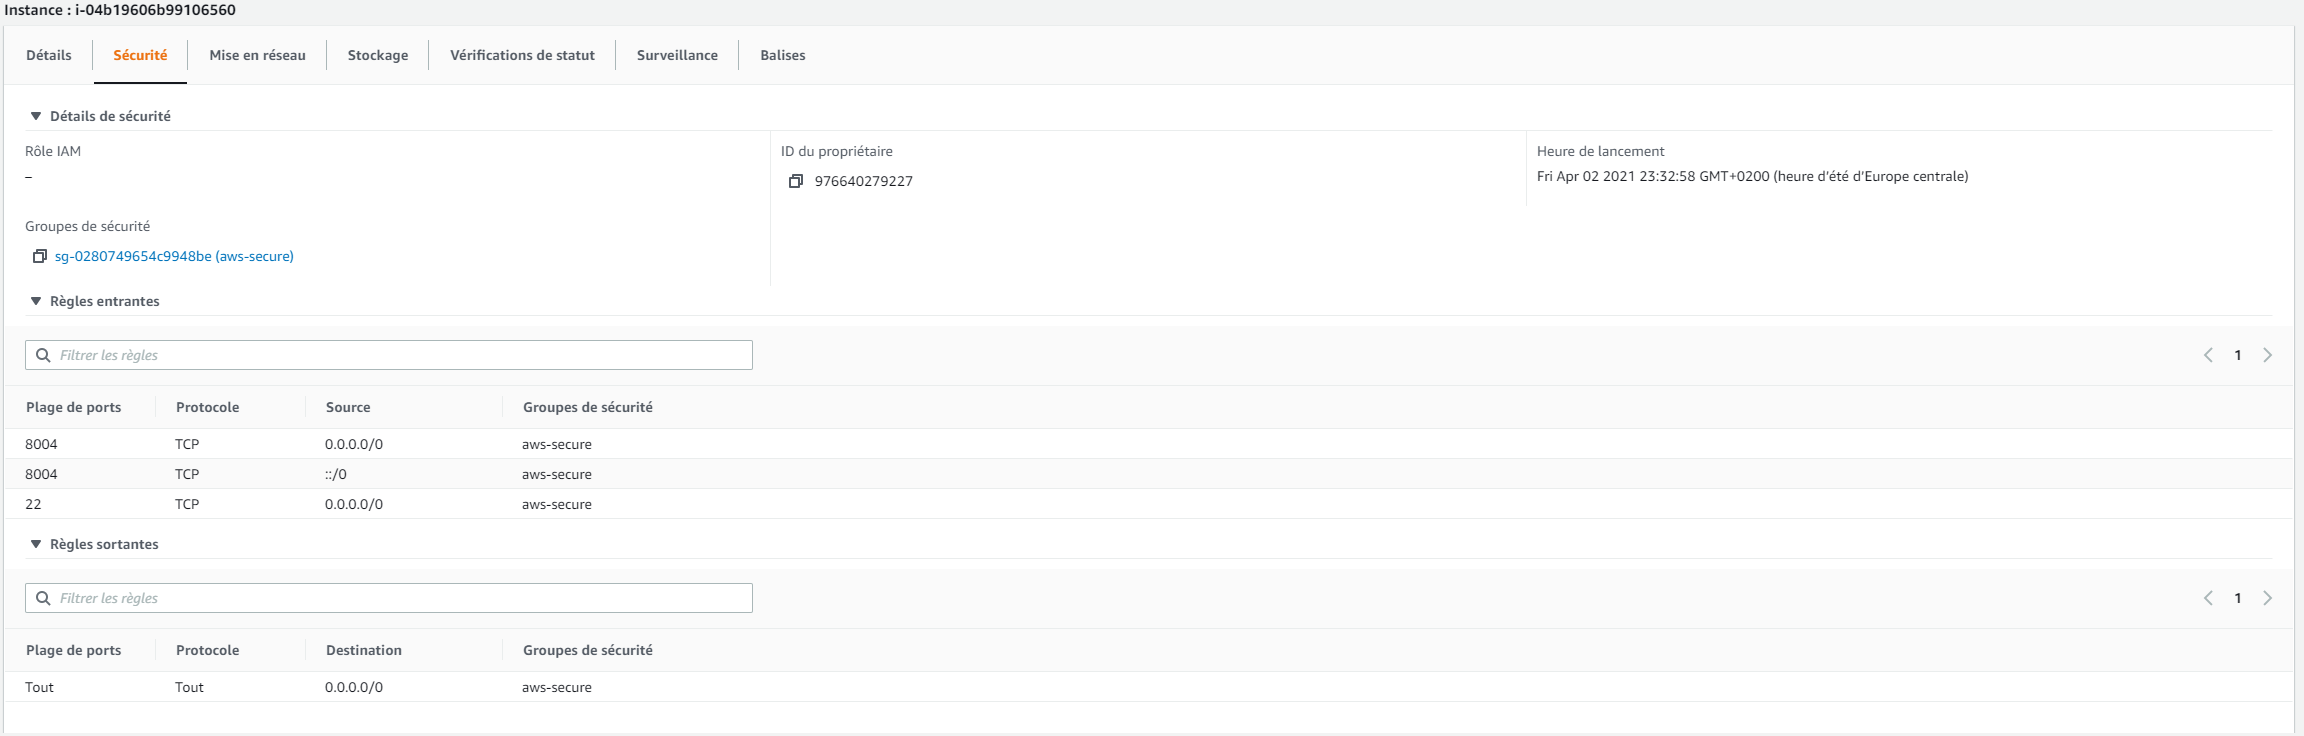 Instance : i-04b19606b99106560
Détails Sécurité Mise en réseau Stockage Vérifications de statut Surveillance Balises
Détails de sécurité
Rôle IAM
–
ID du propriétaire
976640279227
Heure de lancement
Fri Apr 02 2021 23:32:58 GMT+0200 (heure d’été d’Europe centrale)
Groupes de sécurité
sg-0280749654c9948be (aws-secure)
Règles entrantes
Filtrer les règles
1
Plage de ports Protocole Source Groupes de sécurité
8004 TCP 0.0.0.0/0 aws-secure
8004 TCP ::/0 aws-secure
22 TCP 0.0.0.0/0 aws-secure
Règles sortantes
Filtrer les règles
1
Plage de ports Protocole Destination Groupes de sécurité
Tout Tout 0.0.0.0/0 aws-secure